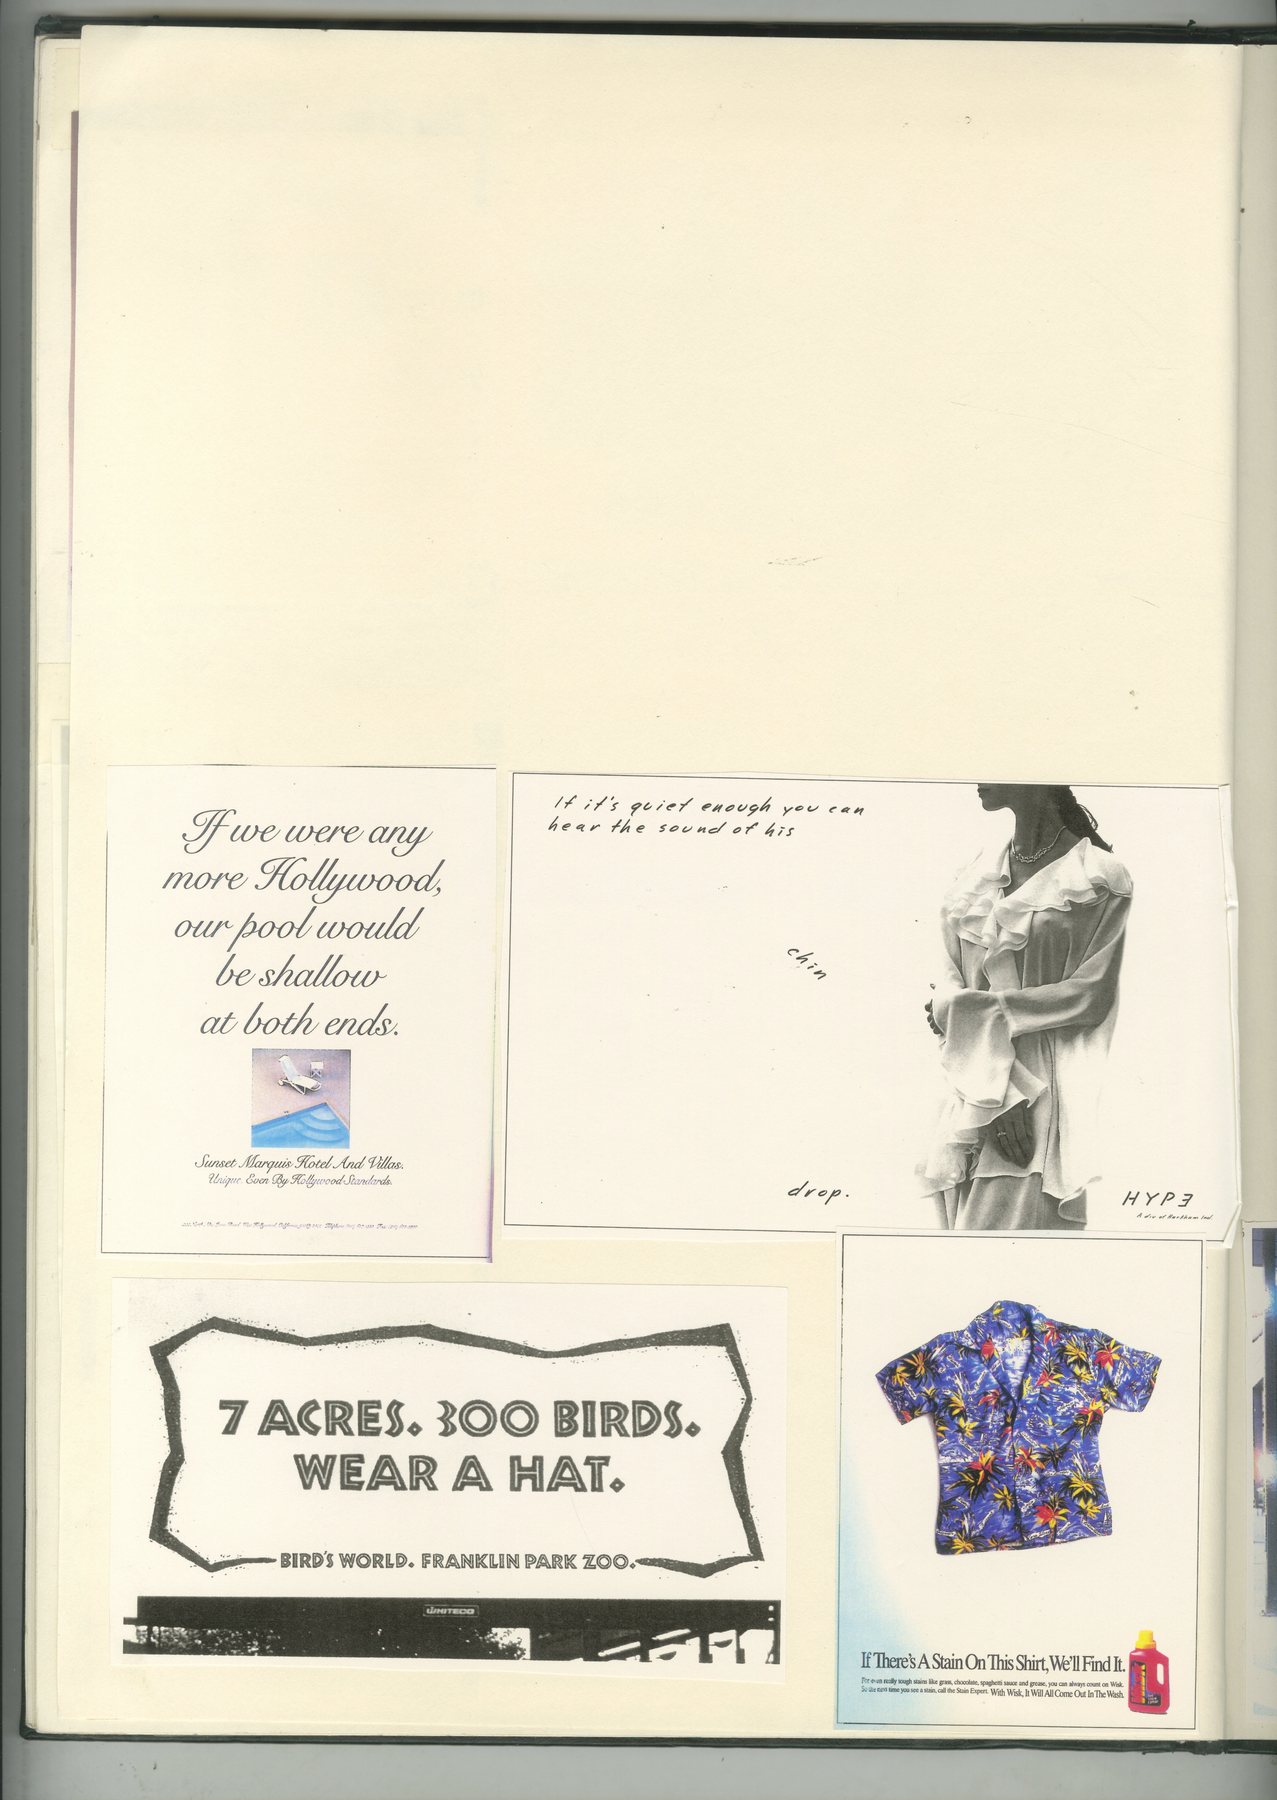 If we were any
more Hollywood,
our pool would
be shallow
at both ends.
Sunset Marquis Hotel And Villas.
Unique. Even By Hollywood Standards.
If it's quiet enough you can
hear the sound of his
chin
drop.
HYPƎ
A div of Barkham Ind.
7 ACRES. 300 BIRDS.
WEAR A HAT.
BIRD'S WORLD. FRANKLIN PARK ZOO.
WHITECO
If There's A Stain On This Shirt, We'll Find It.
For even really tough stains like grass, chocolate, spaghetti sauce and grease, you can always count on Wisk.
So the next time you see a stain, call the Stain Expert. With Wisk, It Will All Come Out In The Wash.